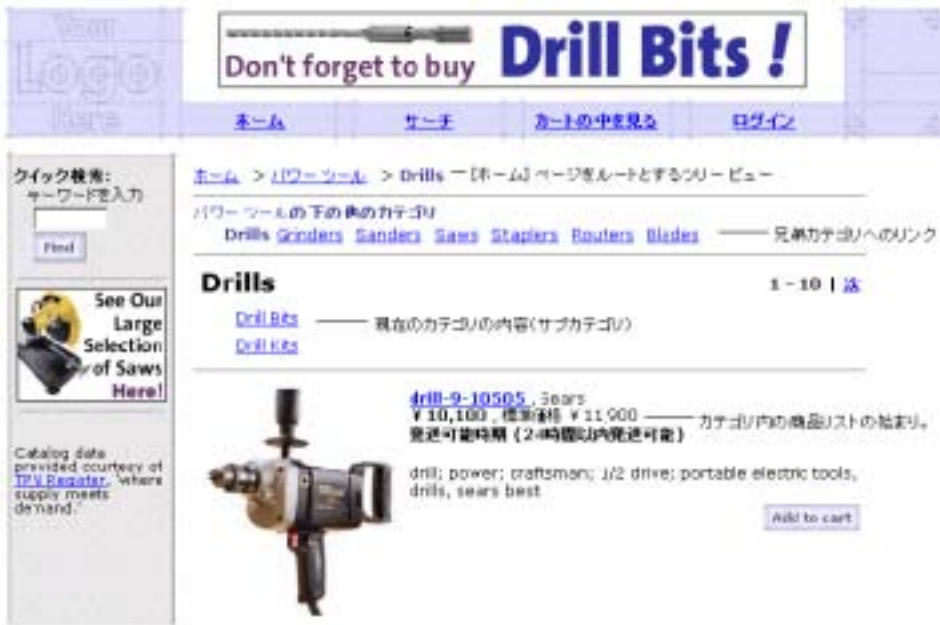 Your
Logo
Here
Don't forget to buy Drill Bits !
ホーム サーチ カートの中を見る ログイン
クイック検索:
キーワードを入力
Find
See Our
Large
Selection
of Saws
Here!
Catalog data
provided courtesy of
TPV Register, "where
supply meets
demand."
ホーム > パワー ツール > Drills [ホーム] ページをルートとするツリー ビュー
パワー ツールの下の他のカテゴリ
Drills Grinders Sanders Saws Staplers Routers Blades 兄弟カテゴリへのリンク
Drills 1 - 10 | 次
Drill Bits 現在のカテゴリの内容(サブカテゴリ)
Drill Kits
drill-9-10505 , Sears
¥ 10,100 , 標準価格 ¥ 11,900 カテゴリ内の商品リストの始まり。
発送可能時期 (24時間以内発送可能)
drill; power; craftsman; 1/2 drive; portable electric tools,
drills, sears best
Add to cart